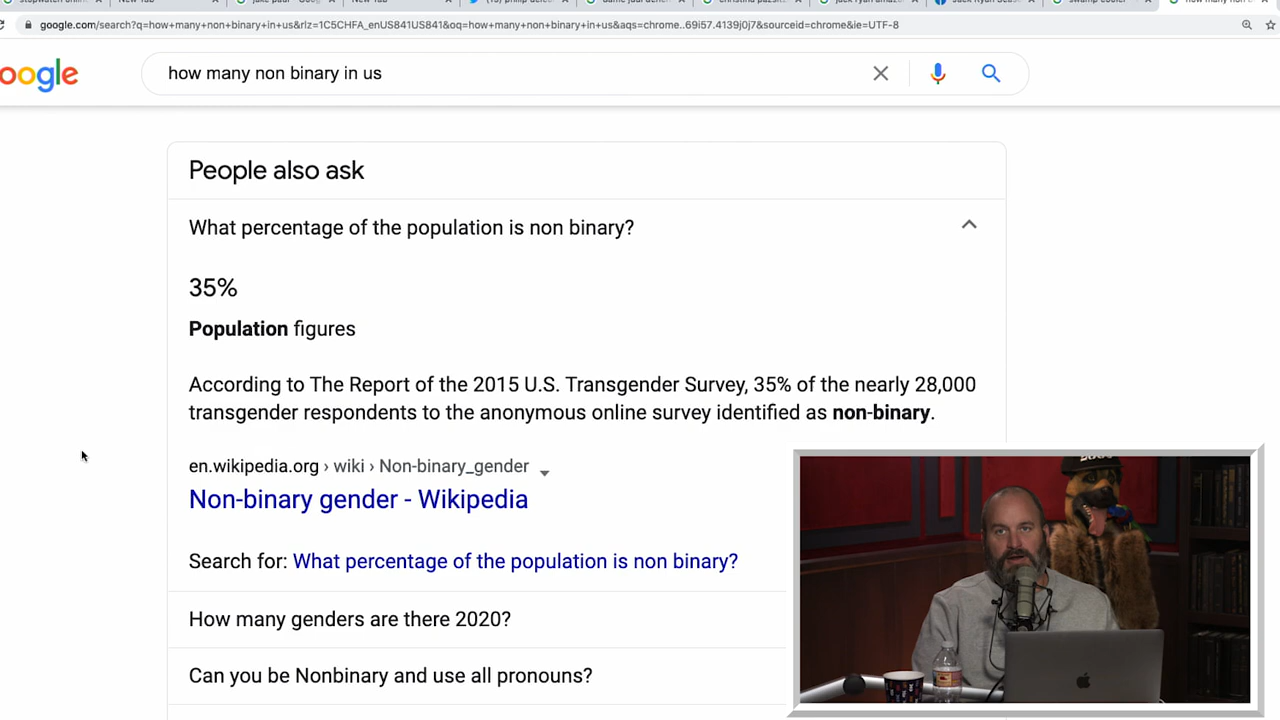 New Tab
New Tab
google.com/search?q=how+many+non+binary+in+us&rlz=1C5CHFA_enUS841US841&oq=how+many+non+binary+in+us&aqs=chrome..69i57.4139j0j7&sourceid=chrome&ie=UTF-8
oogle
how many non binary in us
People also ask
What percentage of the population is non binary?
35%
Population figures
According to The Report of the 2015 U.S. Transgender Survey, 35% of the nearly 28,000
transgender respondents to the anonymous online survey identified as non-binary.
en.wikipedia.org › wiki › Non-binary_gender
Non-binary gender - Wikipedia
Search for: What percentage of the population is non binary?
How many genders are there 2020?
Can you be Nonbinary and use all pronouns?